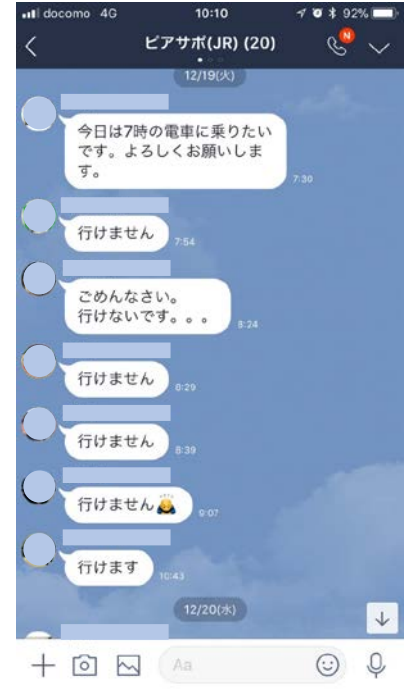 docomo 4G 10:10 92%
ピアサポ(JR) (20)
N
12/19(火)
今日は7時の電車に乗りたい
です。よろしくお願いしま
す。
7:30
行けません
7:54
ごめんなさい。
行けないです。。。
8:24
行けません
8:29
行けません
8:39
行けません🙇
9:07
行けます
10:43
12/20(水)
Aa